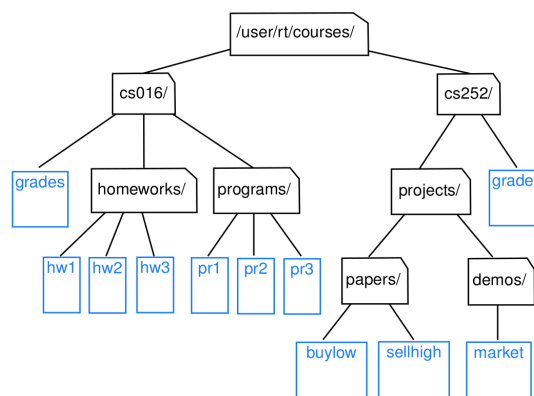 /user/rt/courses/
cs016/
cs252/
grades
homeworks/
programs/
projects/
grade
hw1
hw2
hw3
pr1
pr2
pr3
papers/
demos/
buylow
sellhigh
market